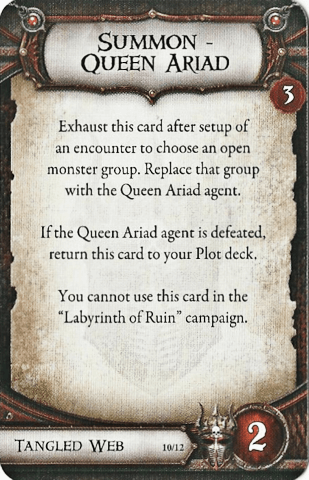 Summon -
Queen Ariad
3
Exhaust this card after setup of
an encounter to choose an open
monster group. Replace that group
with the Queen Ariad agent.
If the Queen Ariad agent is defeated,
return this card to your Plot deck.
You cannot use this card in the
“Labyrinth of Ruin” campaign.
Tangled Web
10/12
2